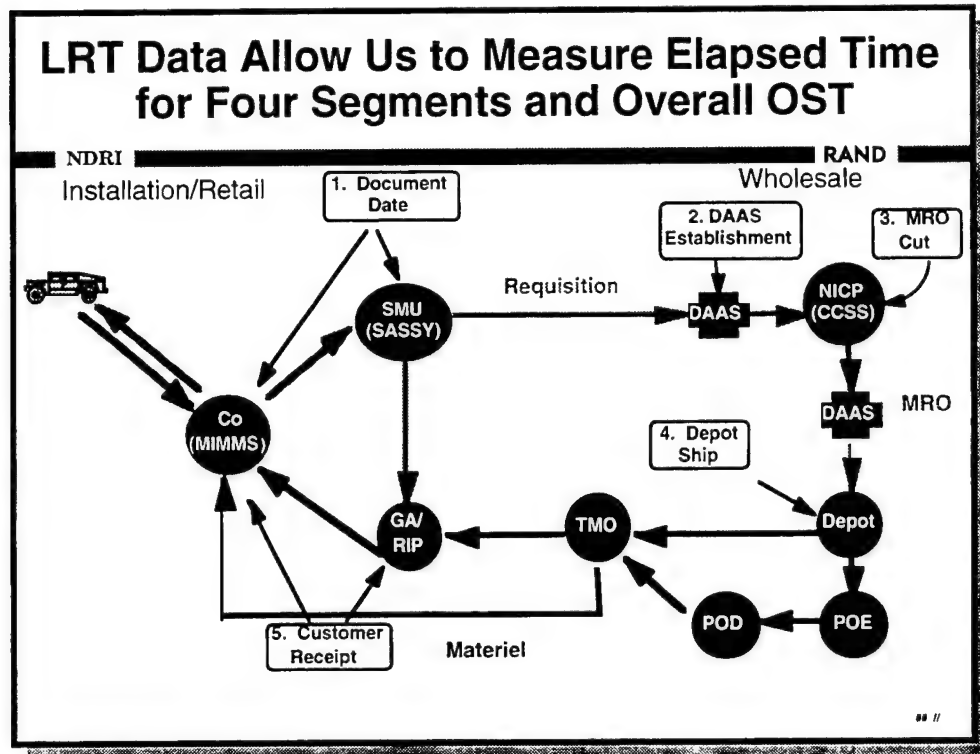 LRT Data Allow Us to Measure Elapsed Time
for Four Segments and Overall OST
NDRI
RAND
Installation/Retail
Wholesale
1. Document
Date
2. DAAS
Establishment
3. MRO
Cut
SMU
(SASSY)
Requisition
DAAS
NICP
(CCSS)
Co
(MIMMS)
DAAS
MRO
4. Depot
Ship
GA/
RIP
TMO
Depot
POD
POE
5. Customer
Receipt
Materiel